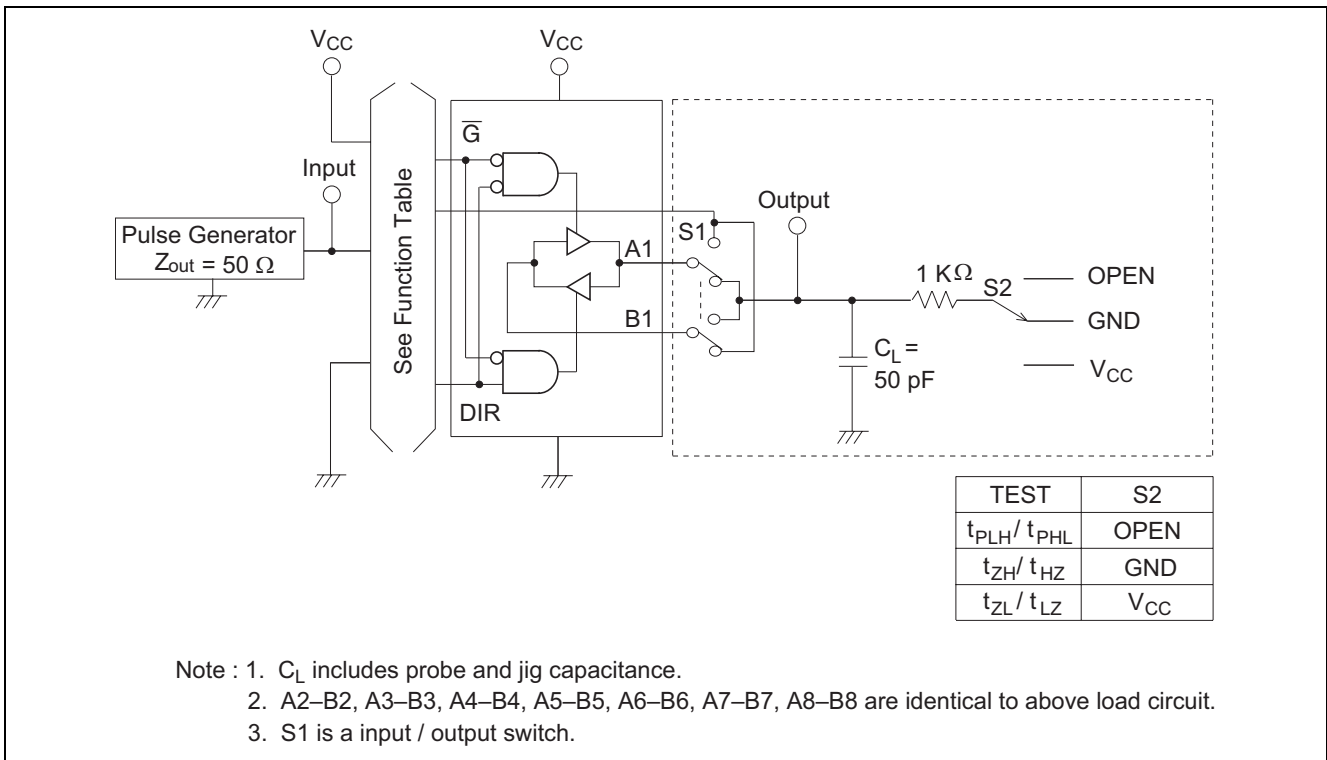 VCC
VCC
G̅
Input
Pulse Generator
Zout = 50 Ω
See Function Table
DIR
A1
B1
S1
Output
1 KΩ
S2
OPEN
GND
VCC
CL =
50 pF
TEST S2
tPLH / tPHL OPEN
tZH / tHZ GND
tZL / tLZ VCC
Note : 1. CL includes probe and jig capacitance.
2. A2–B2, A3–B3, A4–B4, A5–B5, A6–B6, A7–B7, A8–B8 are identical to above load circuit.
3. S1 is a input / output switch.